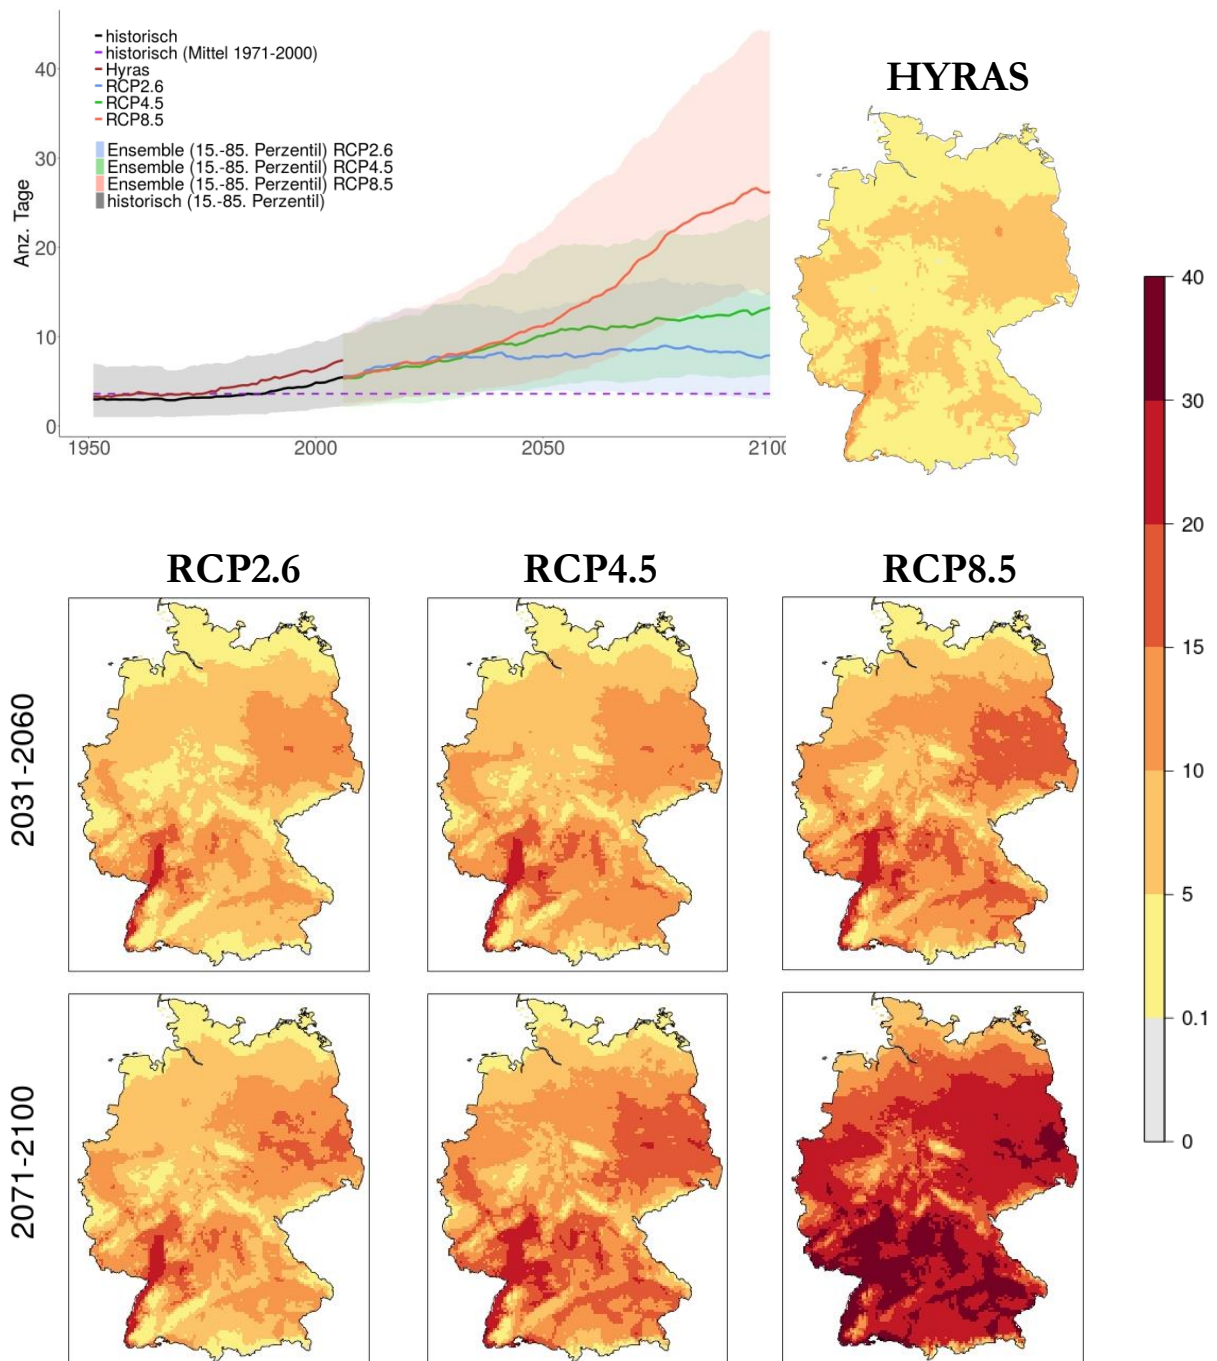 historisch
historisch (Mittel 1971-2000)
Hyras
RCP2.6
RCP4.5
RCP8.5
Ensemble (15.-85. Perzentil) RCP2.6
Ensemble (15.-85. Perzentil) RCP4.5
Ensemble (15.-85. Perzentil) RCP8.5
historisch (15.-85. Perzentil)
Anz. Tage
40
30
20
10
0
1950
2000
2050
2100
HYRAS
40
30
20
15
10
5
0.1
0
RCP2.6
RCP4.5
RCP8.5
2031-2060
2071-2100